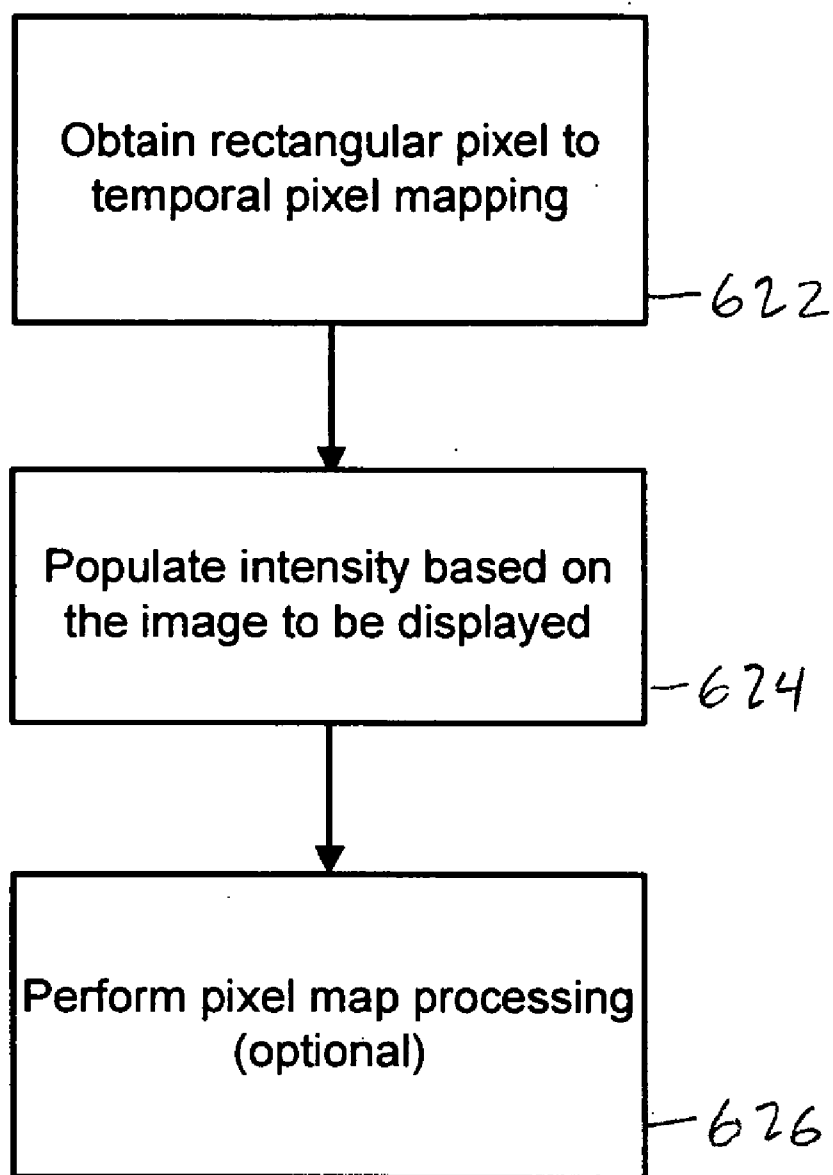 Obtain rectangular pixel to
temporal pixel mapping
622
Populate intensity based on
the image to be displayed
624
Perform pixel map processing
(optional)
626